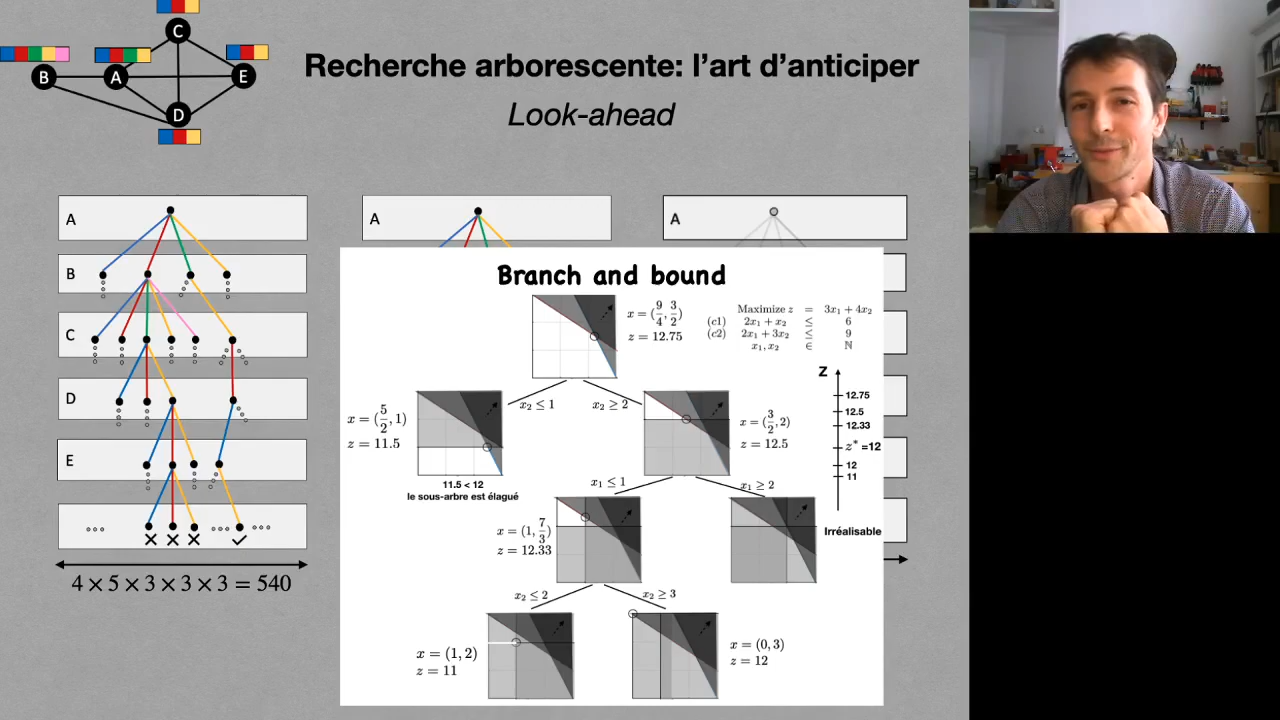 C
B
A
E
D
Recherche arborescente: l'art d'anticiper
Look-ahead
A
B
C
D
E
4 × 5 × 3 × 3 × 3 = 540
A
A
Branch and bound
x = (9/4, 3/2)
z = 12.75
Maximize z = 3x₁ + 4x₂
(c1) 2x₁ + x₂ ≤ 6
(c2) 2x₁ + 3x₂ ≤ 9
x₁, x₂ ∈ ℕ
x₂ ≤ 1
x₂ ≥ 2
x = (5/2, 1)
z = 11.5
11.5 < 12
le sous-arbre est élagué
x = (3/2, 2)
z = 12.5
Z
12.75
12.5
12.33
z* =12
12
11
x₁ ≤ 1
x₁ ≥ 2
x = (1, 7/3)
z = 12.33
Irréalisable
x₂ ≤ 2
x₂ ≥ 3
x = (1, 2)
z = 11
x = (0, 3)
z = 12